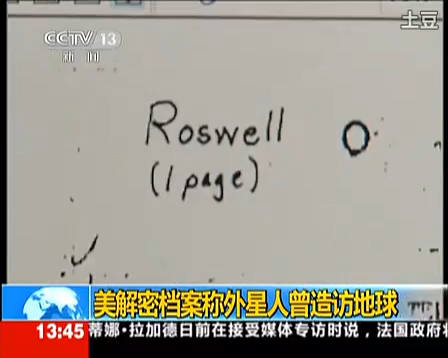 CCTV 13
新闻
土豆
Roswell
(1 page)
美解密档案称外星人曾造访地球
13:45 蒂娜·拉加德日前在接受媒体专访时说，法国政府将